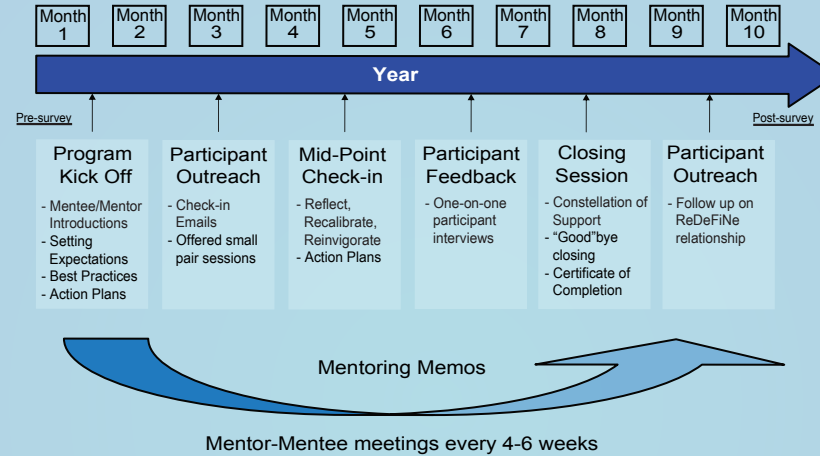 Month 1
Month 2
Month 3
Month 4
Month 5
Month 6
Month 7
Month 8
Month 9
Month 10
Year
Pre-survey
Post-survey
Program
Kick Off
- Mentee/Mentor
Introductions
- Setting
Expectations
- Best Practices
- Action Plans
Participant
Outreach
- Check-in
Emails
- Offered small
pair sessions
Mid-Point
Check-in
- Reflect,
Recalibrate,
Reinvigorate
- Action Plans
Participant
Feedback
- One-on-one
participant
interviews
Closing
Session
- Constellation of
Support
- "Good"bye
closing
- Certificate of
Completion
Participant
Outreach
- Follow up on
ReDeFiNe
relationship
Mentoring Memos
Mentor-Mentee meetings every 4-6 weeks